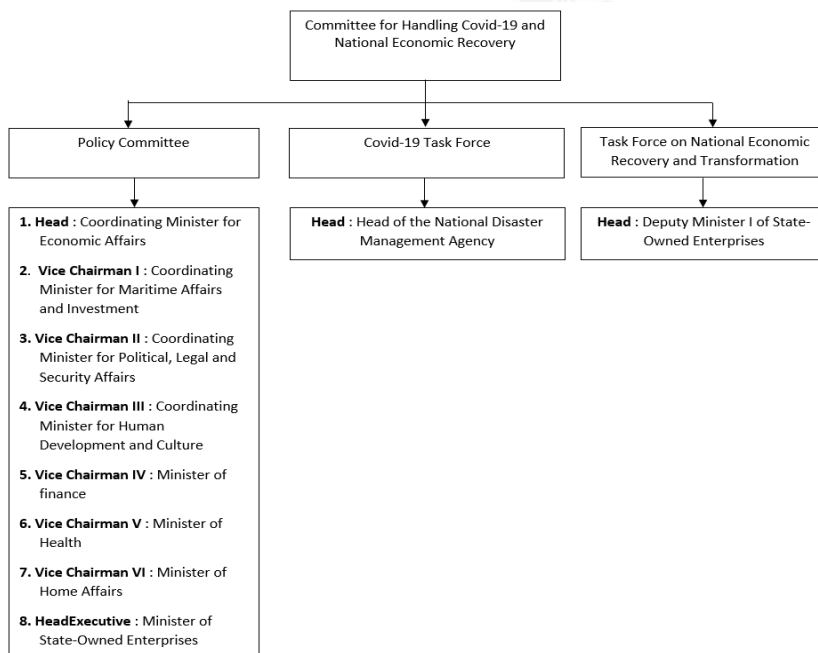 Committee for Handling Covid-19 and
National Economic Recovery
Policy Committee
Covid-19 Task Force
Task Force on National Economic
Recovery and Transformation
1. Head : Coordinating Minister for
Economic Affairs
2. Vice Chairman I : Coordinating
Minister for Maritime Affairs
and Investment
3. Vice Chairman II : Coordinating
Minister for Political, Legal and
Security Affairs
4. Vice Chairman III : Coordinating
Minister for Human
Development and Culture
5. Vice Chairman IV : Minister of
finance
6. Vice Chairman V : Minister of
Health
7. Vice Chairman VI : Minister of
Home Affairs
8. HeadExecutive : Minister of
State-Owned Enterprises
Head : Head of the National Disaster
Management Agency
Head : Deputy Minister I of State-
Owned Enterprises